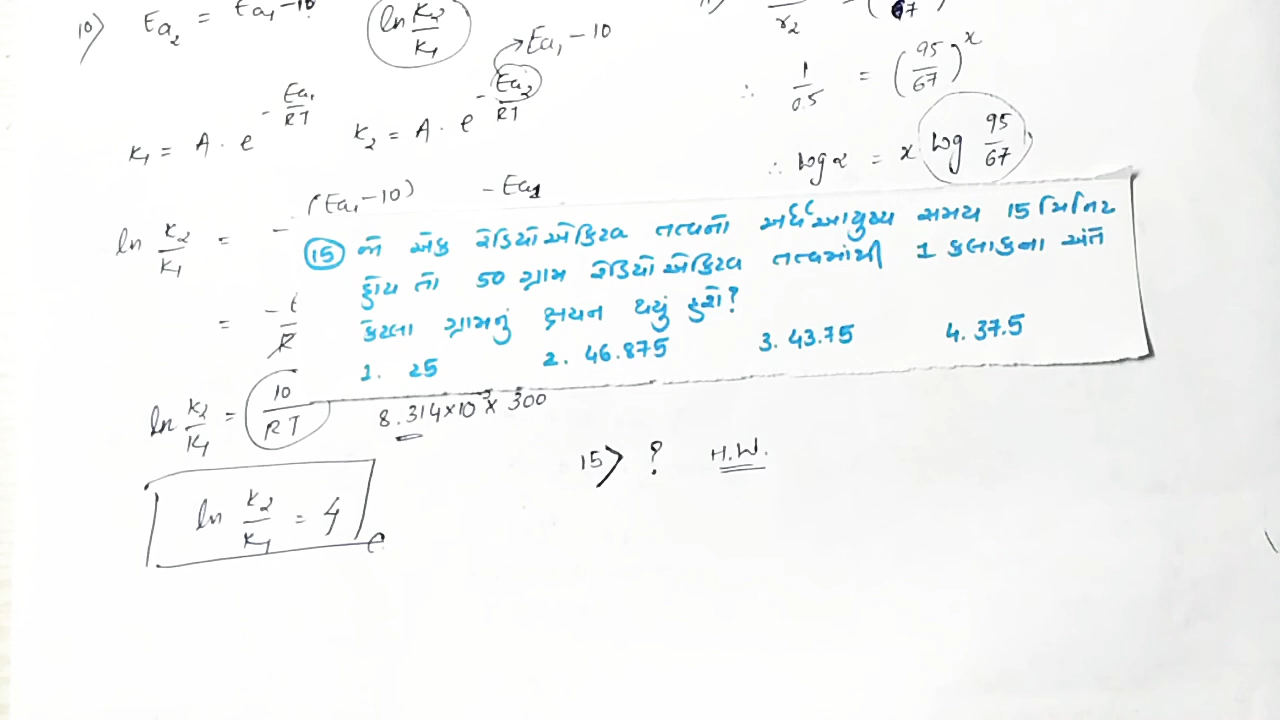 10) Ea₂ = Ea₁-10
ln K₂/K₁
→ Ea₁ - 10
K₁ = A · e^(-Ea₁/RT) K₂ = A · e^(-Ea₂/RT)
ln K₂/K₁ = - (Ea₁-10) - Ea₁
=
ln K₂/K₁ = 10/RT 8.314×10⁻³ × 300
ln K₂/K₁ = 4
r₂
∴ 1/0.5 = (95/67)^x
∴ log 2 = x log 95/67
(15) જો એક રેડિયોએક્ટિવ તત્વનો અર્ધઆયુષ્ય સમય 15 મિનિટ
હોય તો 50 ગ્રામ રેડિયોએક્ટિવ તત્વમાંથી 1 કલાકના અંતે
કેટલા ગ્રામનું ક્ષયન થયું હશે?
1. 25 2. 46.875 3. 43.75 4. 37.5
15> ? H.W.